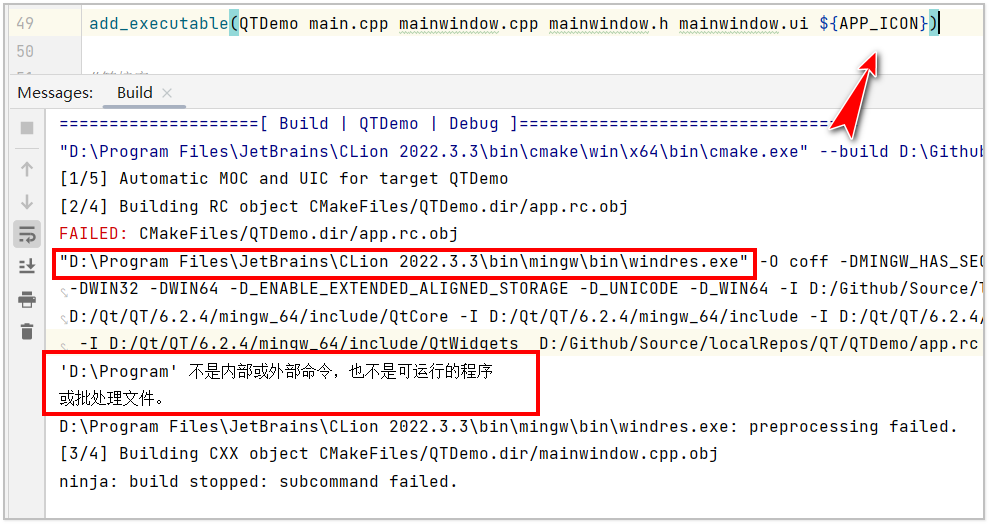 49 add_executable(QTDemo main.cpp mainwindow.cpp mainwindow.h mainwindow.ui ${APP_ICON})
50
Messages: Build ×
====================[ Build | QTDemo | Debug ]==============================
"D:\Program Files\JetBrains\CLion 2022.3.3\bin\cmake\win\x64\bin\cmake.exe" --build D:\Github
[1/5] Automatic MOC and UIC for target QTDemo
[2/4] Building RC object CMakeFiles/QTDemo.dir/app.rc.obj
FAILED: CMakeFiles/QTDemo.dir/app.rc.obj
"D:\Program Files\JetBrains\CLion 2022.3.3\bin\mingw\bin\windres.exe" -O coff -DMINGW_HAS_SEC
-DWIN32 -DWIN64 -D_ENABLE_EXTENDED_ALIGNED_STORAGE -D_UNICODE -D_WIN64 -I D:/Github/Source/
D:/Qt/QT/6.2.4/mingw_64/include/QtCore -I D:/Qt/QT/6.2.4/mingw_64/include -I D:/Qt/QT/6.2.4/
-I D:/Qt/QT/6.2.4/mingw_64/include/QtWidgets D:/Github/Source/localRepos/QT/QTDemo/app.rc
'D:\Program' 不是内部或外部命令，也不是可运行的程序
或批处理文件。
D:\Program Files\JetBrains\CLion 2022.3.3\bin\mingw\bin\windres.exe: preprocessing failed.
[3/4] Building CXX object CMakeFiles/QTDemo.dir/mainwindow.cpp.obj
ninja: build stopped: subcommand failed.